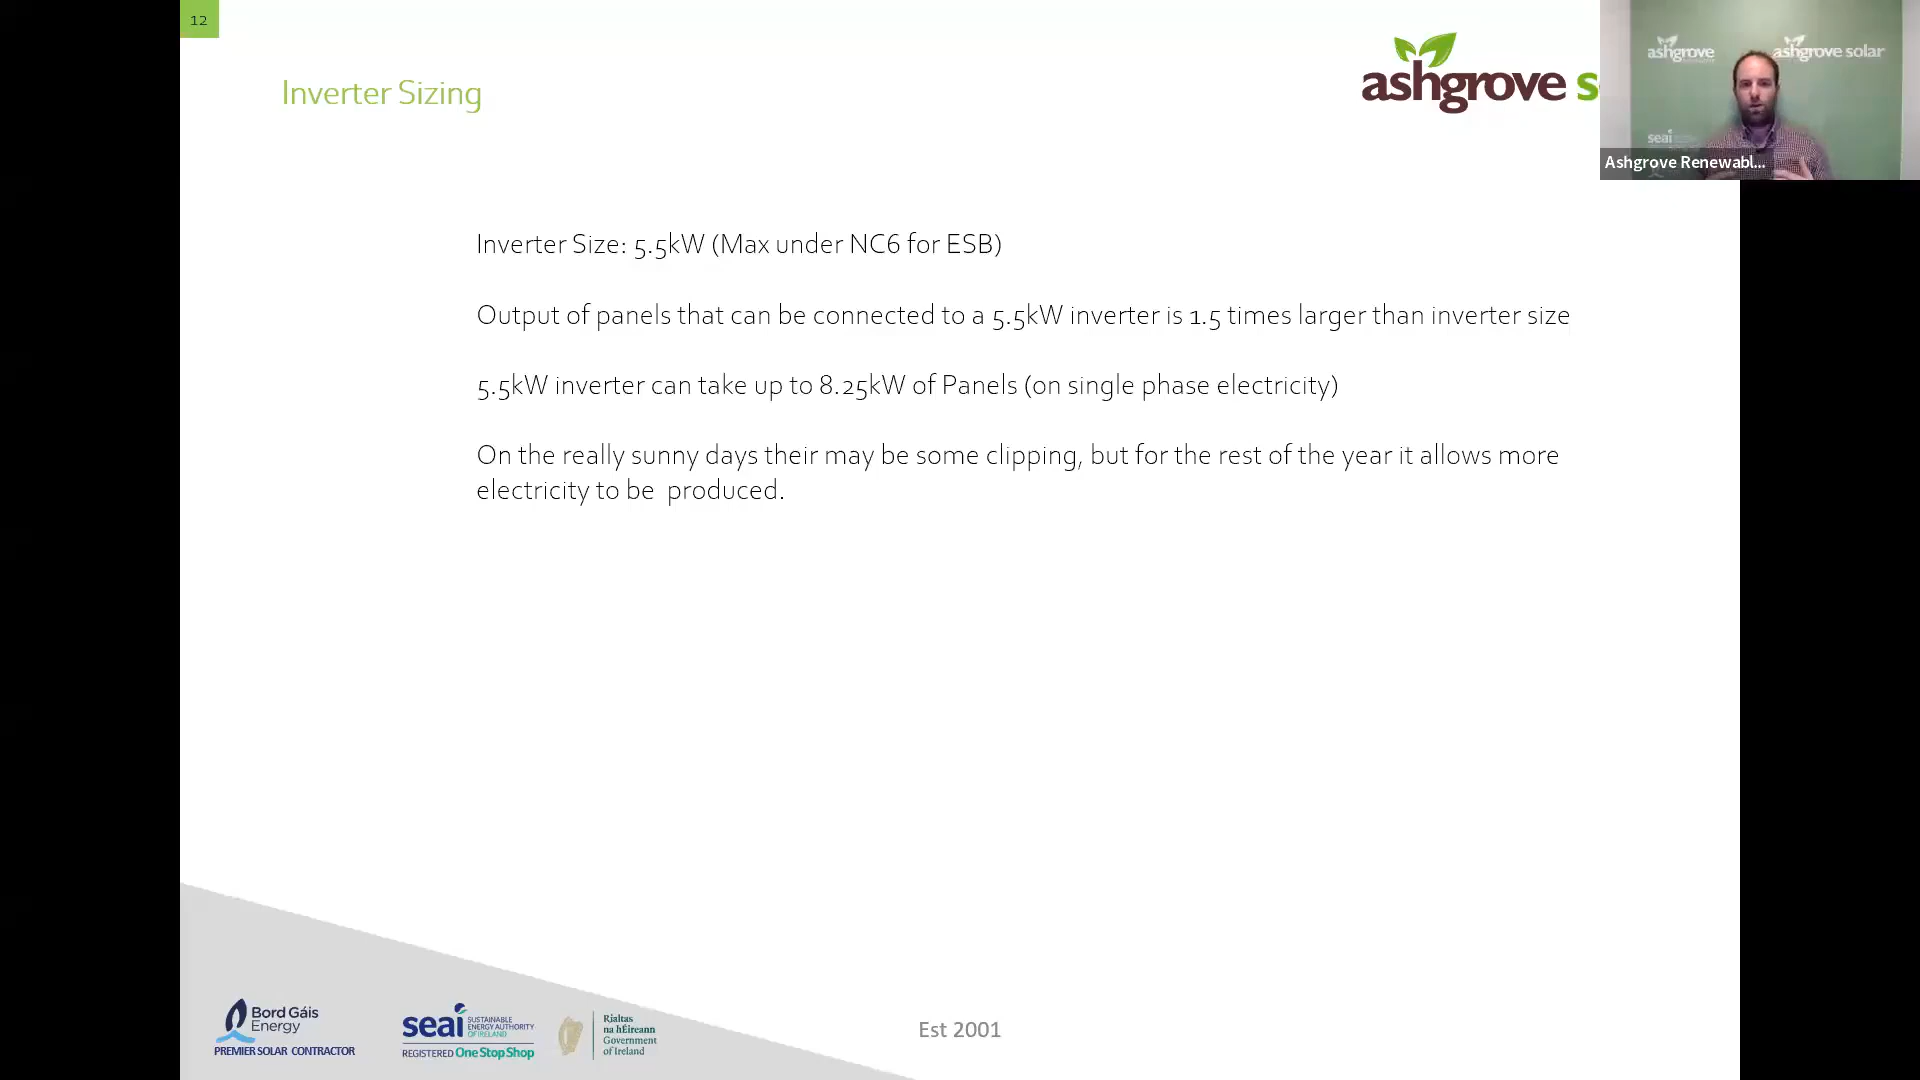 12
Inverter Sizing
ashgrove s
ashgrove
ashgrove solar
seai
Ashgrove Renewabl...
Inverter Size: 5.5kW (Max under NC6 for ESB)
Output of panels that can be connected to a 5.5kW inverter is 1.5 times larger than inverter size
5.5kW inverter can take up to 8.25kW of Panels (on single phase electricity)
On the really sunny days their may be some clipping, but for the rest of the year it allows more
electricity to be produced.
Bord Gáis
Energy
PREMIER SOLAR CONTRACTOR
seai SUSTAINABLE
ENERGY AUTHORITY
OF IRELAND
REGISTERED One Stop Shop
Rialtas
na hÉireann
Government
of Ireland
Est 2001